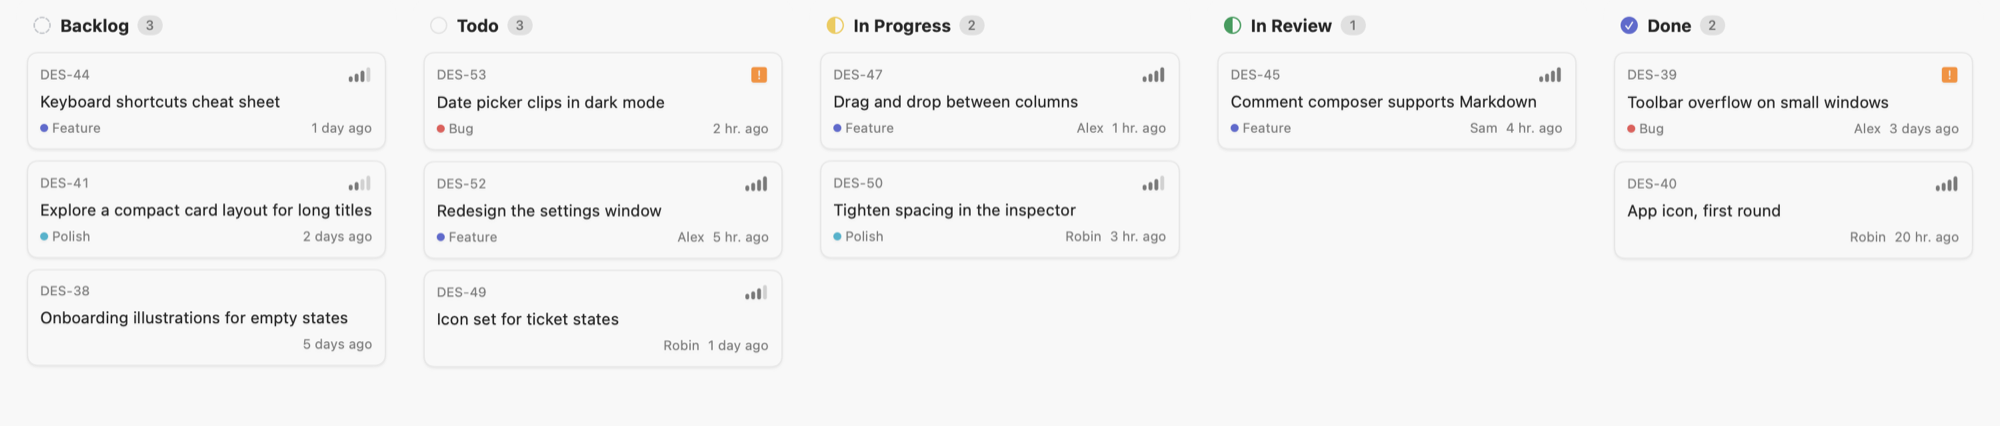 Backlog 3
DES-44
Keyboard shortcuts cheat sheet
Feature 1 day ago
DES-41
Explore a compact card layout for long titles
Polish 2 days ago
DES-38
Onboarding illustrations for empty states
5 days ago
Todo 3
DES-53
!
Date picker clips in dark mode
Bug 2 hr. ago
DES-52
Redesign the settings window
Feature Alex 5 hr. ago
DES-49
Icon set for ticket states
Robin 1 day ago
In Progress 2
DES-47
Drag and drop between columns
Feature Alex 1 hr. ago
DES-50
Tighten spacing in the inspector
Polish Robin 3 hr. ago
In Review 1
DES-45
Comment composer supports Markdown
Feature Sam 4 hr. ago
Done 2
DES-39
!
Toolbar overflow on small windows
Bug Alex 3 days ago
DES-40
App icon, first round
Robin 20 hr. ago